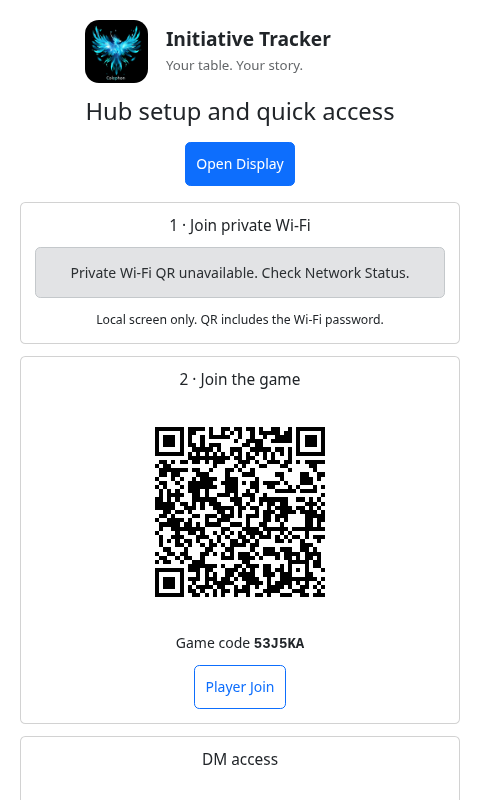 Initiative Tracker
Your table. Your story.
Hub setup and quick access
Open Display
1 · Join private Wi-Fi
Private Wi-Fi QR unavailable. Check Network Status.
Local screen only. QR includes the Wi-Fi password.
2 · Join the game
Game code 53J5KA
Player Join
DM access